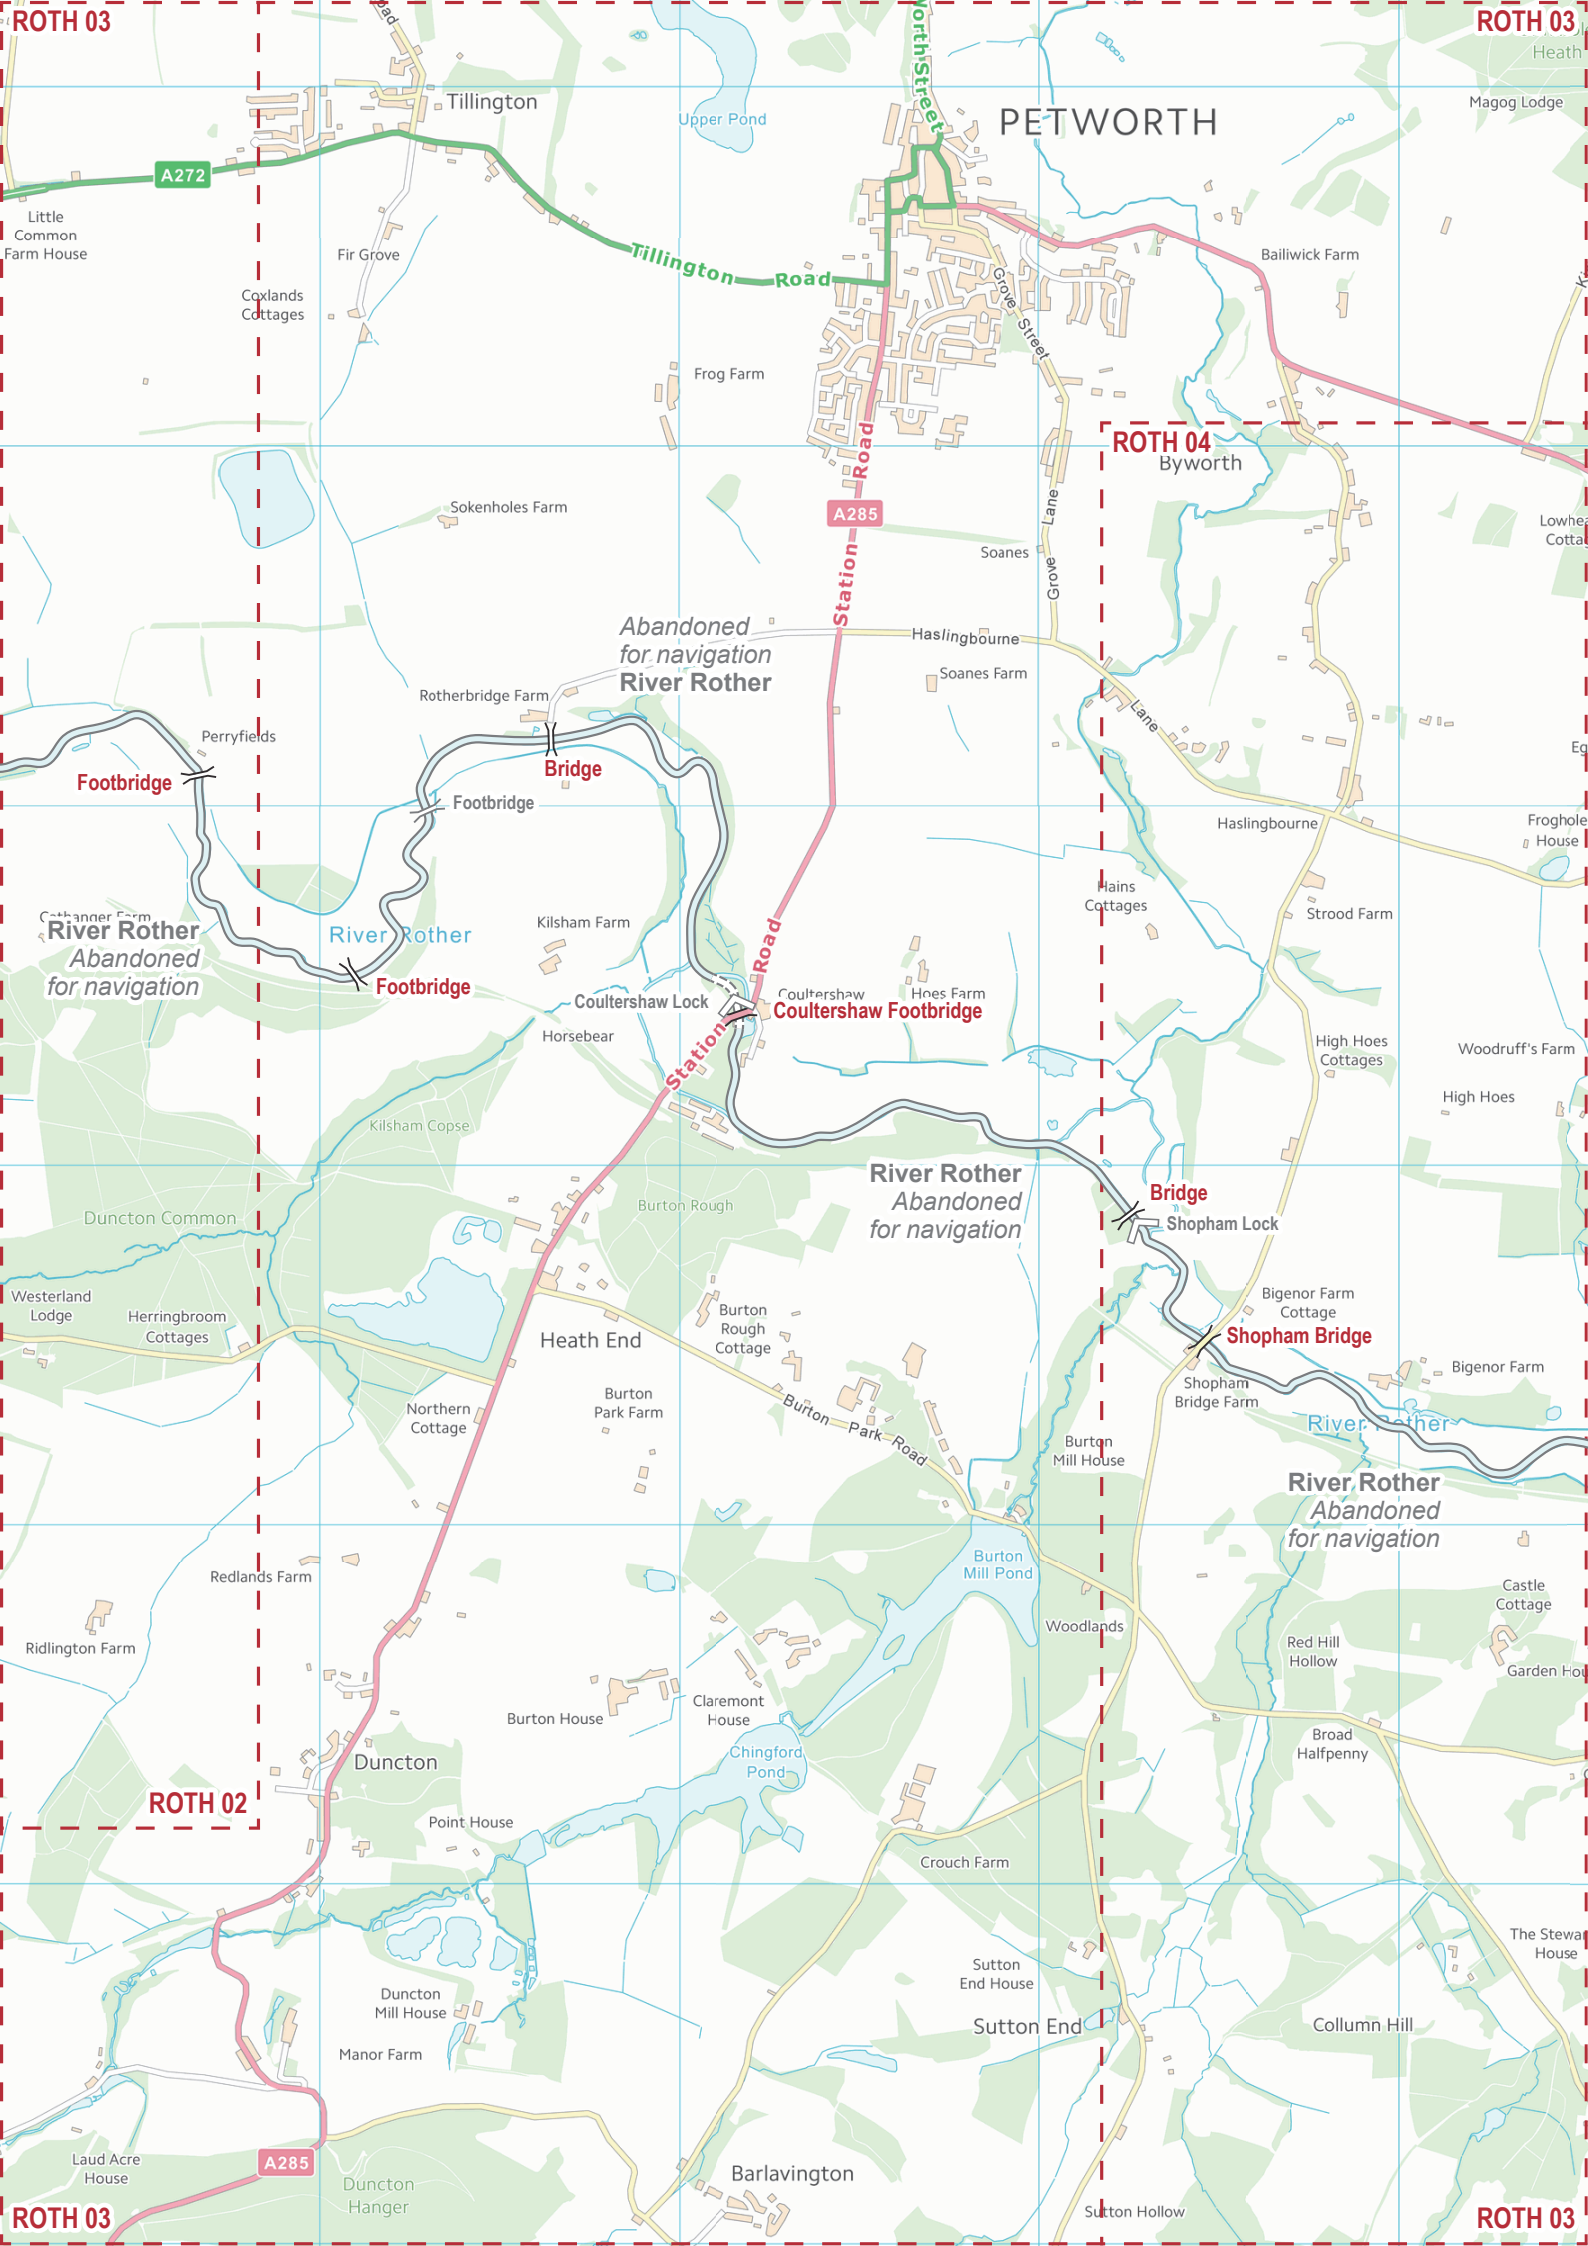 ROTH 03
ROTH 03
North Street
Heath
Magog Lodge
Tillington
Upper Pond
PETWORTH
A272
Little
Common
Farm House
Fir Grove
Tillington Road
Bailiwick Farm
Coxlands
Cottages
Grove Street
Frog Farm
Station Road
ROTH 04
Byworth
Sokenholes Farm
A285
Grove Lane
Soanes
Abandoned
for navigation
River Rother
Haslingbourne Lane
Soanes Farm
Rotherbridge Farm
Perryfields
Footbridge
Bridge
Footbridge
Haslingbourne
Froghole
House
Hains
Cottages
Strood Farm
Kilsham Farm
River Rother
Abandoned
for navigation
River Rother
Footbridge
Station Road
Coultershaw
Hoes Farm
Coultershaw Lock
Coultershaw Footbridge
Horsebear
High Hoes
Cottages
Woodruff's Farm
High Hoes
Kilsham Copse
River Rother
Abandoned
for navigation
Bridge
Shopham Lock
Duncton Common
Burton Rough
Westerland
Lodge
Herringbroom
Cottages
Heath End
Burton
Rough
Cottage
Bigenor Farm
Cottage
Shopham Bridge
Bigenor Farm
Shopham
Bridge Farm
Burton
Park Farm
Northern
Cottage
Burton Park Road
River Rother
Burton
Mill House
River Rother
Abandoned
for navigation
Burton
Mill Pond
Redlands Farm
Castle
Cottage
Ridlington Farm
Woodlands
Red Hill
Hollow
Burton House
Claremont
House
Broad
Halfpenny
Duncton
Chingford
Pond
ROTH 02
Point House
Crouch Farm
Sutton
End House
Duncton
Mill House
Sutton End
Collumn Hill
House
Manor Farm
Laud Acre
House
A285
Duncton
Hanger
Barlavington
Sutton Hollow
ROTH 03
ROTH 03